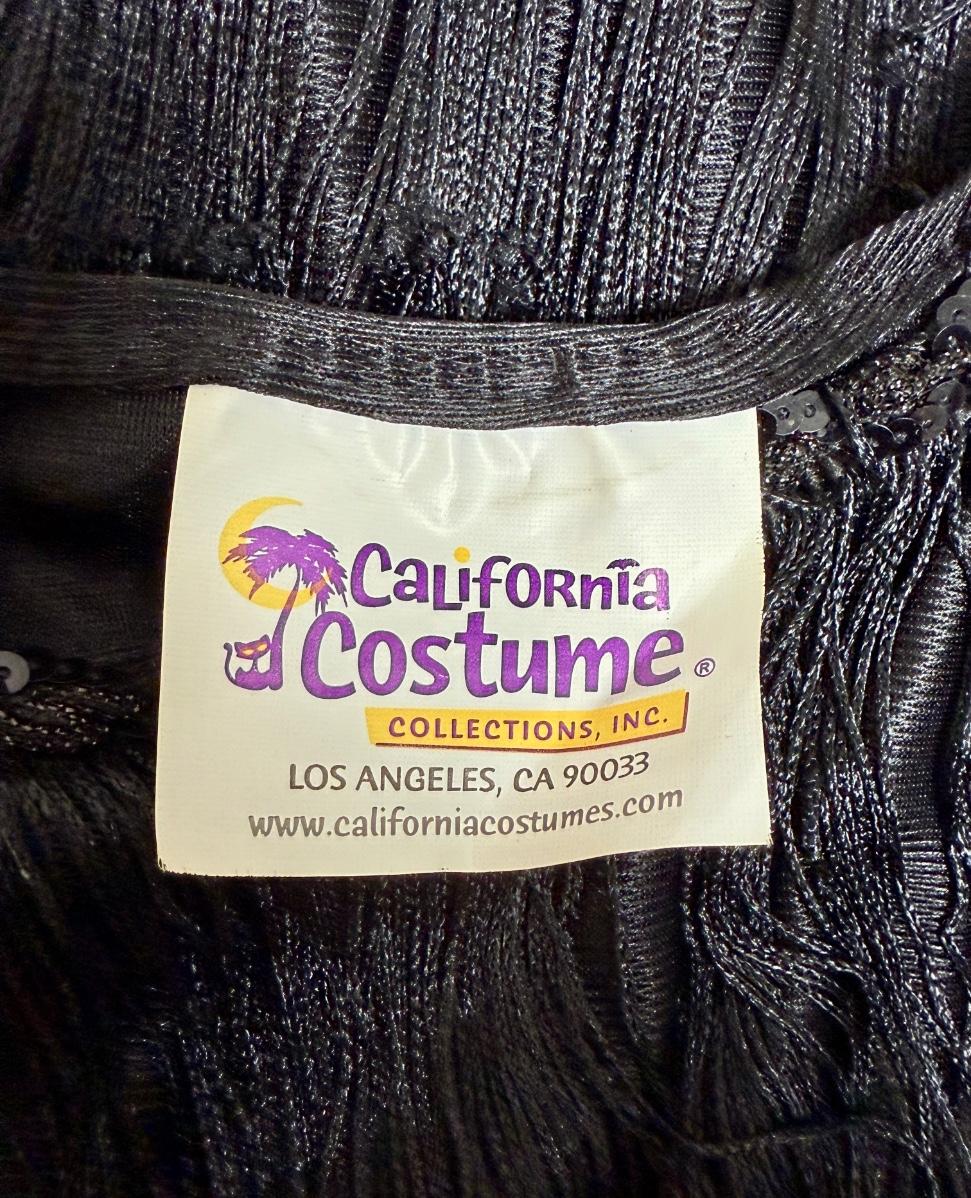 CaLifORnia
Costume ®
COLLECTIONS, INC.
LOS ANGELES, CA 90033
www.californiacostumes.com